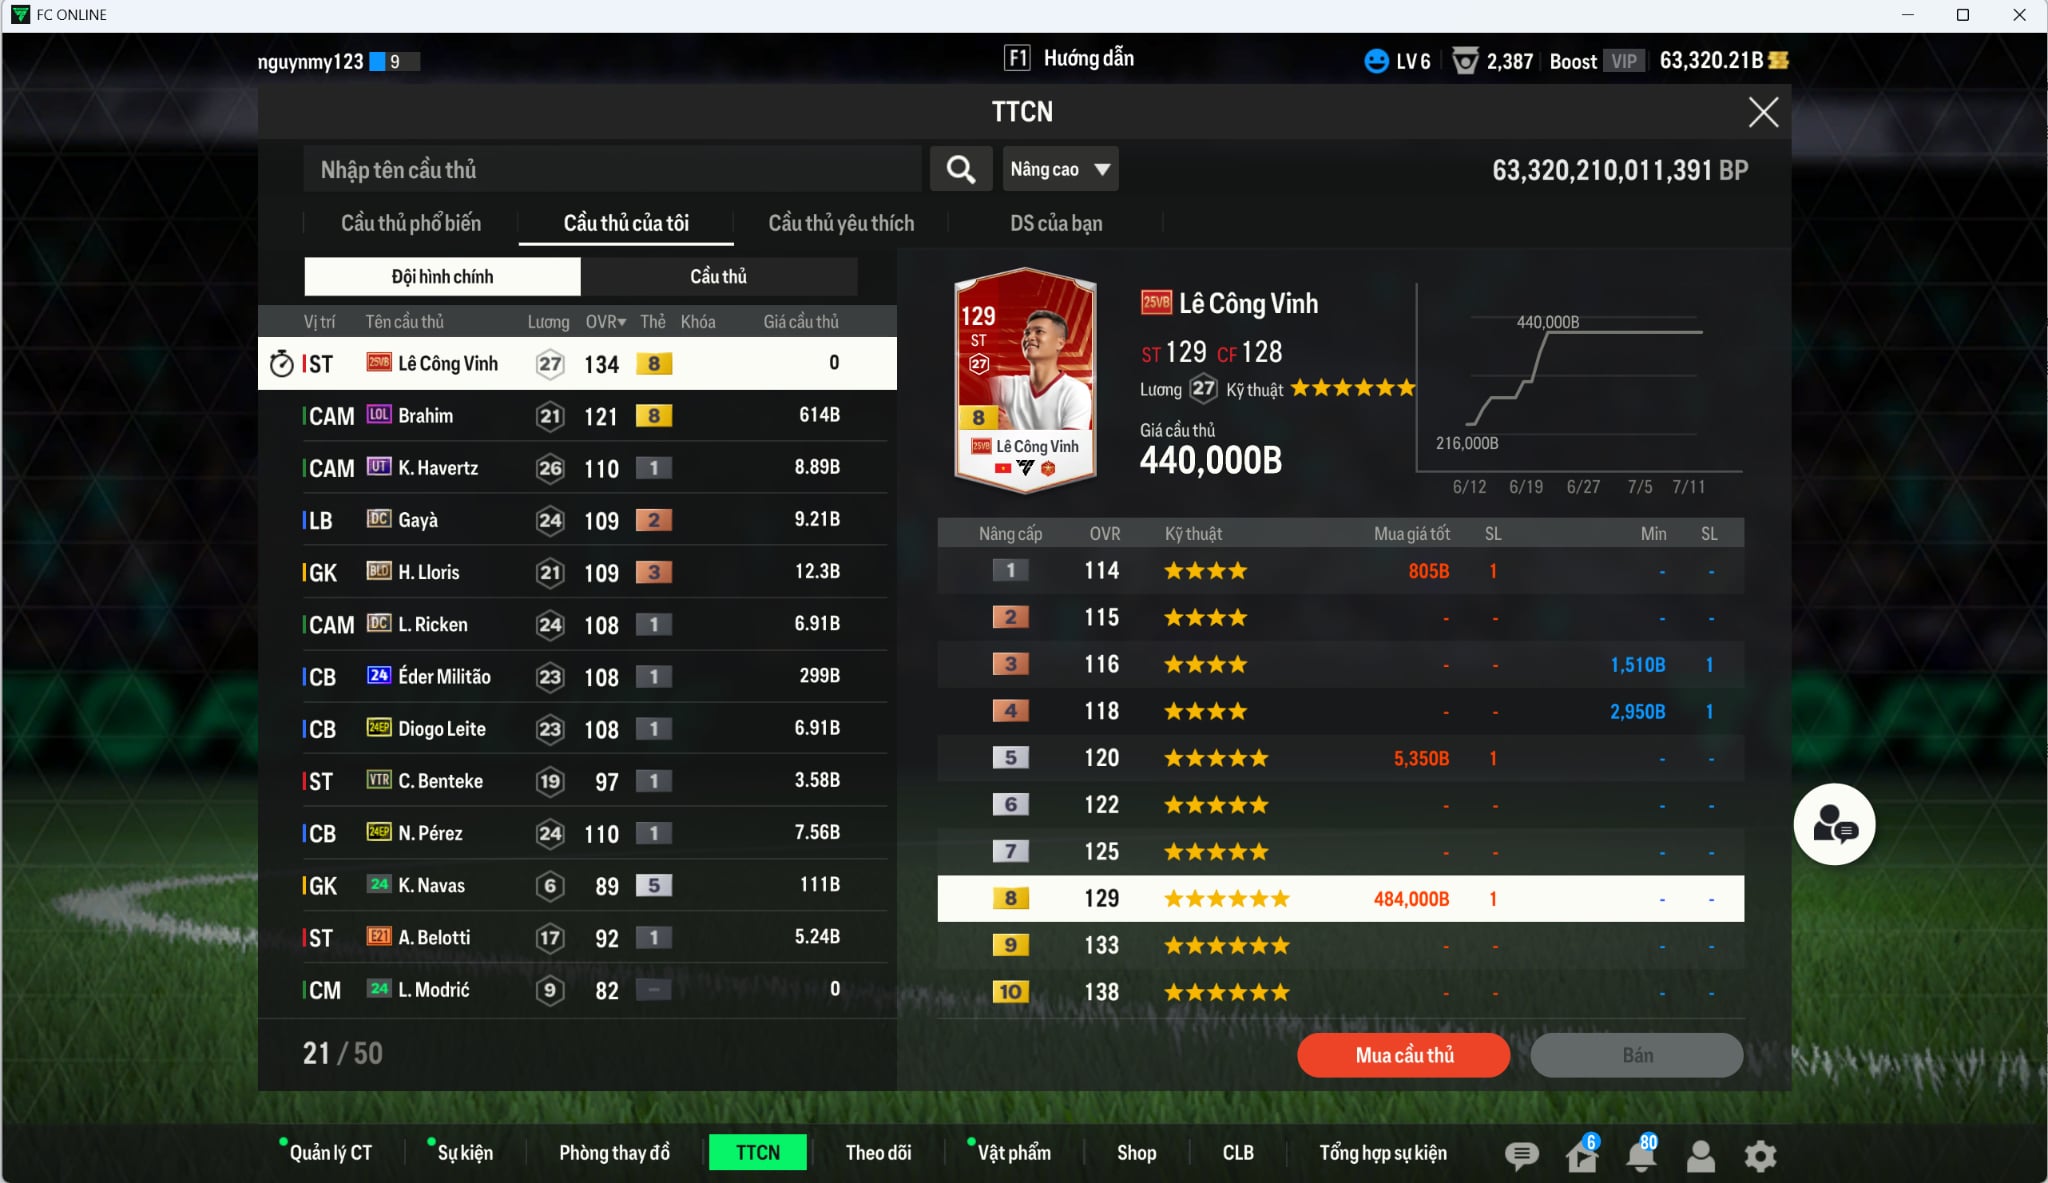 FC ONLINE
nguynmy123 9
F1 Hướng dẫn
LV 6 2,387 Boost VIP 63,320.21B
TTCN
Nhập tên cầu thủ
Nâng cao
63,320,210,011,391 BP
Cầu thủ phổ biến Cầu thủ của tôi Cầu thủ yêu thích DS của bạn
Đội hình chính Cầu thủ
Vị trí Tên cầu thủ Lương OVR▾ Thẻ Khóa Giá cầu thủ
ST 25VB Lê Công Vinh 27 134 8 0
CAM LOL Brahim 21 121 8 614B
CAM UT K. Havertz 26 110 1 8.89B
LB DC Gayà 24 109 2 9.21B
GK BLD H. Lloris 21 109 3 12.3B
CAM DC L. Ricken 24 108 1 6.91B
CB 24 Éder Militão 23 108 1 299B
CB 24EP Diogo Leite 23 108 1 6.91B
ST VTR C. Benteke 19 97 1 3.58B
CB 24EP N. Pérez 24 110 1 7.56B
GK 24 K. Navas 6 89 5 111B
ST E21 A. Belotti 17 92 1 5.24B
CM 24 L. Modrić 9 82 - 0
21 / 50
129
ST
27
8
25VB Lê Công Vinh
25VB Lê Công Vinh
ST 129 CF 128
Lương 27 Kỹ thuật ★★★★★★
Giá cầu thủ
440,000B
440,000B
216,000B
6/12 6/19 6/27 7/5 7/11
Nâng cấp OVR Kỹ thuật Mua giá tốt SL Min SL
1 114 ★★★★ 805B 1 - -
2 115 ★★★★ - - - -
3 116 ★★★★ - - 1,510B 1
4 118 ★★★★ - - 2,950B 1
5 120 ★★★★★ 5,350B 1 - -
6 122 ★★★★★ - - - -
7 125 ★★★★★ - - - -
8 129 ★★★★★★ 484,000B 1 - -
9 133 ★★★★★★ - - - -
10 138 ★★★★★★ - - - -
Mua cầu thủ Bán
Quản lý CT Sự kiện Phòng thay đồ TTCN Theo dõi Vật phẩm Shop CLB Tổng hợp sự kiện 6 80